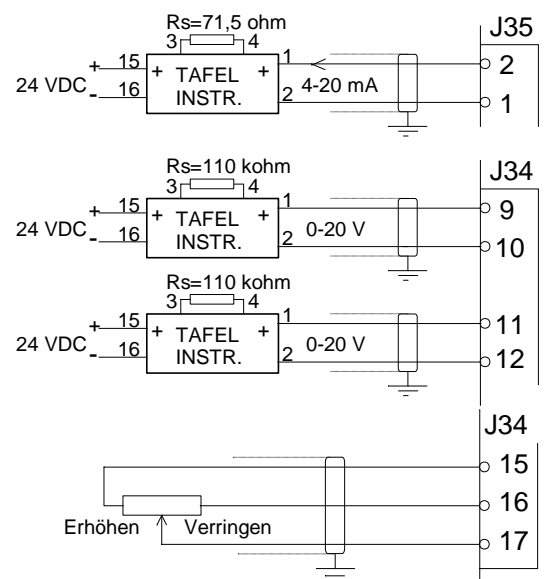 Rs=71,5 ohm
J35
3 4
+ 15 + TAFEL INSTR. 1 2
24 VDC
- 16 2 4-20 mA 1
Rs=110 kohm
J34
3 4
+ 15 + TAFEL + 1 9
24 VDC
- 16 INSTR. 2 0-20 V 10
Rs=110 kohm
3 4
+ 15 + TAFEL + 1 11
24 VDC
- 16 INSTR. 2 0-20 V 12
J34
15
16
Erhöhen Verringen
17